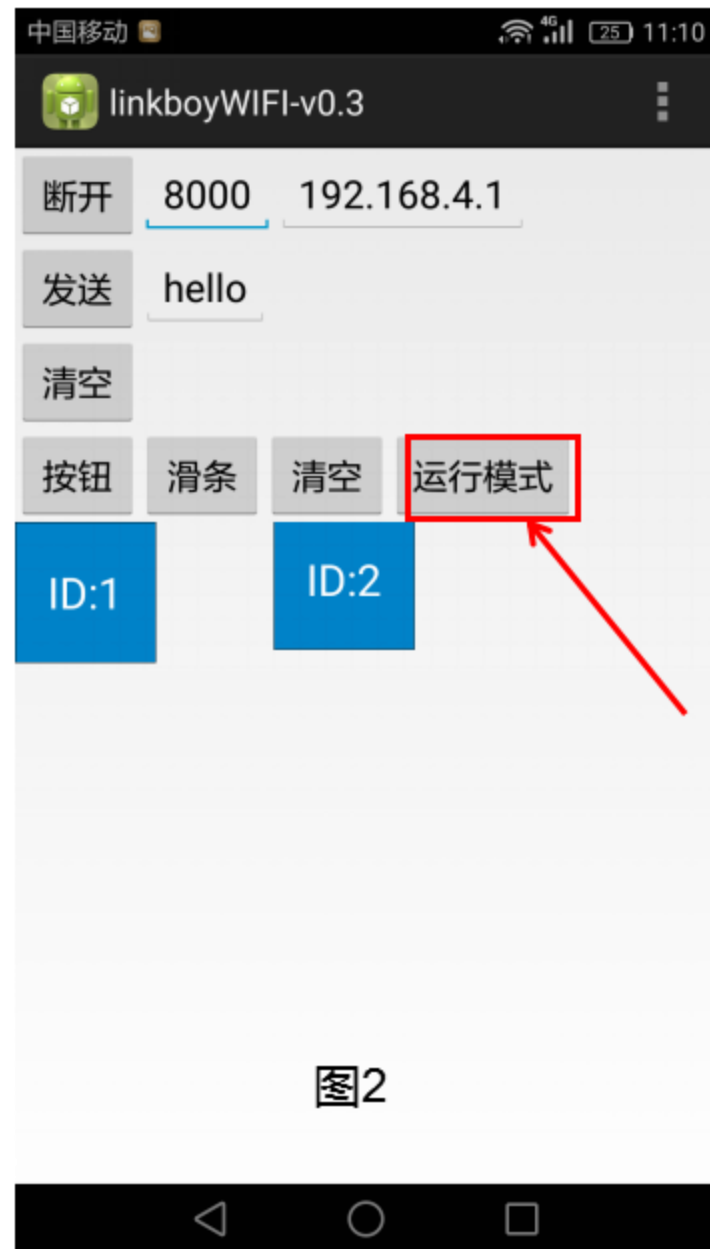 中国移动 4G 25 11:10
linkboyWIFI-v0.3
断开 8000 192.168.4.1
发送 hello
清空
按钮 滑条 清空 运行模式
ID:1 ID:2
图2